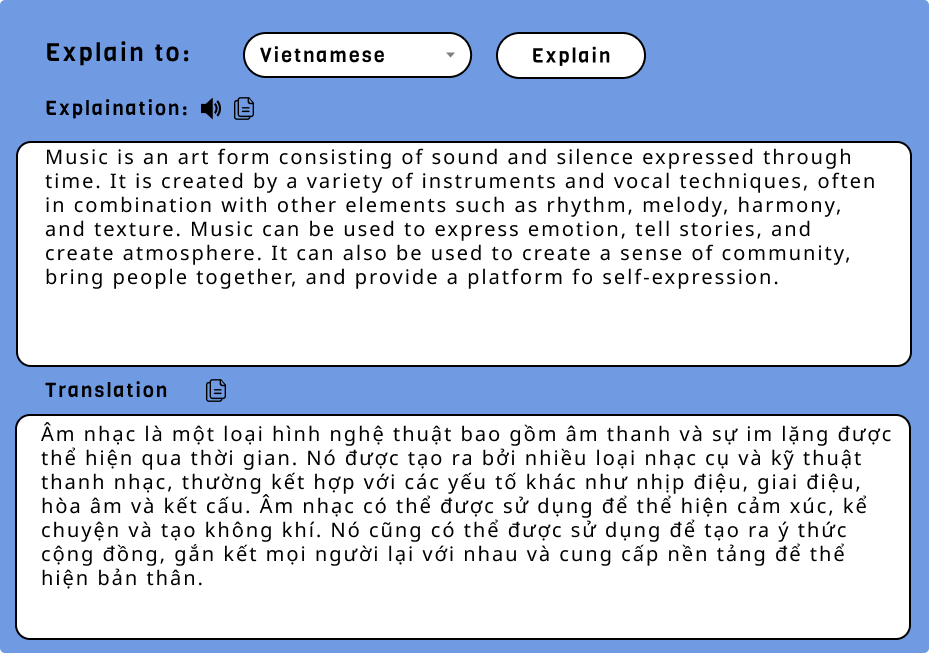 Explain to:
Vietnamese
Explain
Explaination:
Music is an art form consisting of sound and silence expressed through
time. It is created by a variety of instruments and vocal techniques, often
in combination with other elements such as rhythm, melody, harmony,
and texture. Music can be used to express emotion, tell stories, and
create atmosphere. It can also be used to create a sense of community,
bring people together, and provide a platform fo self-expression.
Translation
Âm nhạc là một loại hình nghệ thuật bao gồm âm thanh và sự im lặng được
thể hiện qua thời gian. Nó được tạo ra bởi nhiều loại nhạc cụ và kỹ thuật
thanh nhạc, thường kết hợp với các yếu tố khác như nhịp điệu, giai điệu,
hòa âm và kết cấu. Âm nhạc có thể được sử dụng để thể hiện cảm xúc, kể
chuyện và tạo không khí. Nó cũng có thể được sử dụng để tạo ra ý thức
cộng đồng, gắn kết mọi người lại với nhau và cung cấp nền tảng để thể
hiện bản thân.